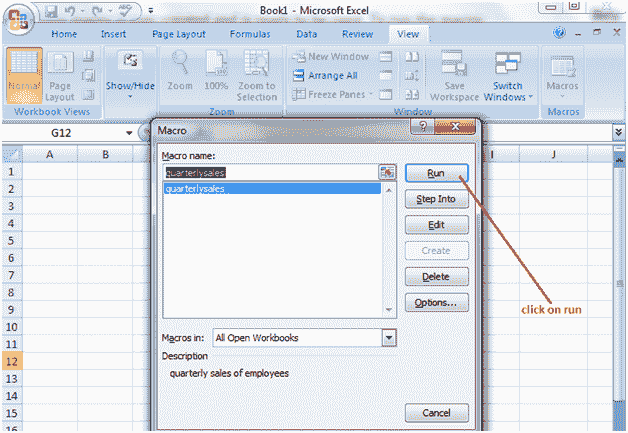 Book1 - Microsoft Excel
Home Insert Page Layout Formulas Data Review View
Normal
Page Layout
Show/Hide
Zoom
100%
Zoom to Selection
New Window
Arrange All
Freeze Panes
Save Workspace
Switch Windows
Macros
Workbook Views Zoom Window Macros
G12
A B I J
1
2
3
4
5
6
7
8
9
10
11
12
13
14
15
16
Macro
Macro name:
quarterlysales
quarterlysales
Run
Step Into
Edit
Create
Delete
Options...
click on run
Macros in: All Open Workbooks
Description
quarterly sales of employees
Cancel